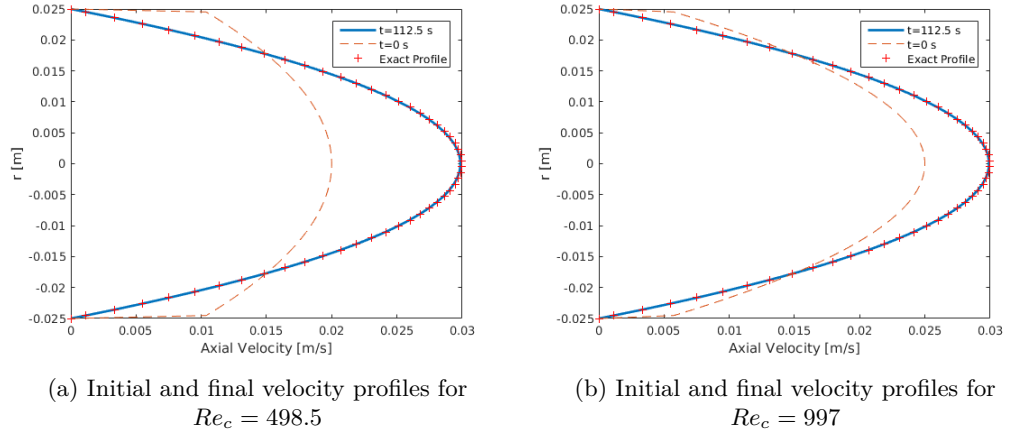 0.025
0.02
0.015
0.01
0.005
0
-0.005
-0.01
-0.015
-0.02
-0.025
r [m]
0 0.005 0.01 0.015 0.02 0.025 0.03
Axial Velocity [m/s]
t=112.5 s
t=0 s
Exact Profile
(a) Initial and final velocity profiles for
Re_c = 498.5
0.025
0.02
0.015
0.01
0.005
0
-0.005
-0.01
-0.015
-0.02
-0.025
r [m]
0 0.005 0.01 0.015 0.02 0.025 0.03
Axial Velocity [m/s]
t=112.5 s
t=0 s
Exact Profile
(b) Initial and final velocity profiles for
Re_c = 997